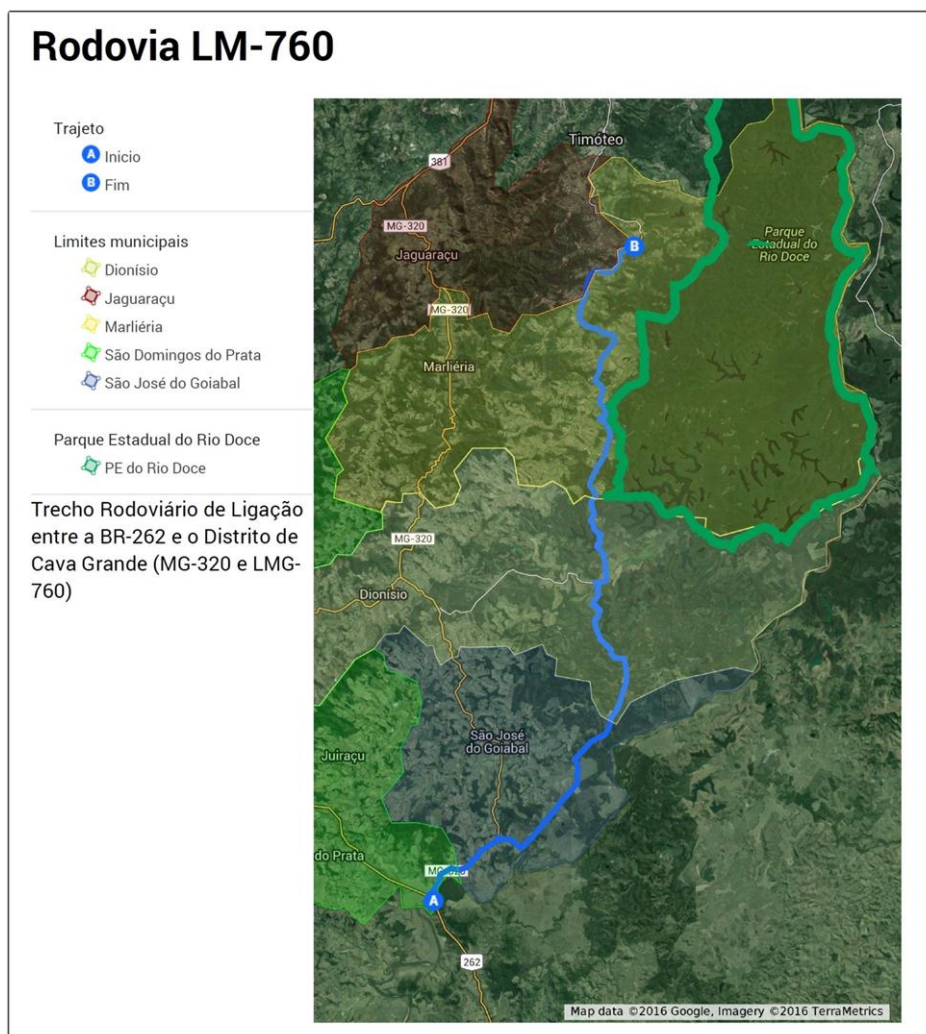 Rodovia LM-760
Trajeto
A Inicio
B Fim
Limites municipais
Dionísio
Jaguaraçu
Marliéria
São Domingos do Prata
São José do Goiabal
Parque Estadual do Rio Doce
PE do Rio Doce
Trecho Rodoviário de Ligação
entre a BR-262 e o Distrito de
Cava Grande (MG-320 e LMG-
760)
Timóteo
381
MG-320
Jaguaraçu
B
Parque
Estadual do
Rio Doce
MG-320
Marliéria
MG-320
Dionísio
São José
do Goiabal
Juiraçu
do Prata
A
262
Map data ©2016 Google, Imagery ©2016 TerraMetrics